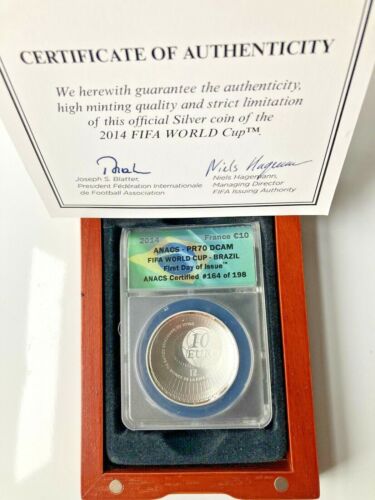 CERTIFICATE OF AUTHENTICITY
We herewith guarantee the authenticity,
high minting quality and strict limitation
of this official Silver coin of the
2014 FIFA WORLD CUP™
Niels Hagemann
Joseph S. Blatter,
President Fédération Internationale
de Football Association
Niels Hagemann,
Managing Director
FIFA Issuing Authority
2014 France €10
ANACS - PR70 DCAM
FIFA WORLD CUP - BRAZIL
First Day of Issue™
ANACS Certified #164 of 198
10
EURO